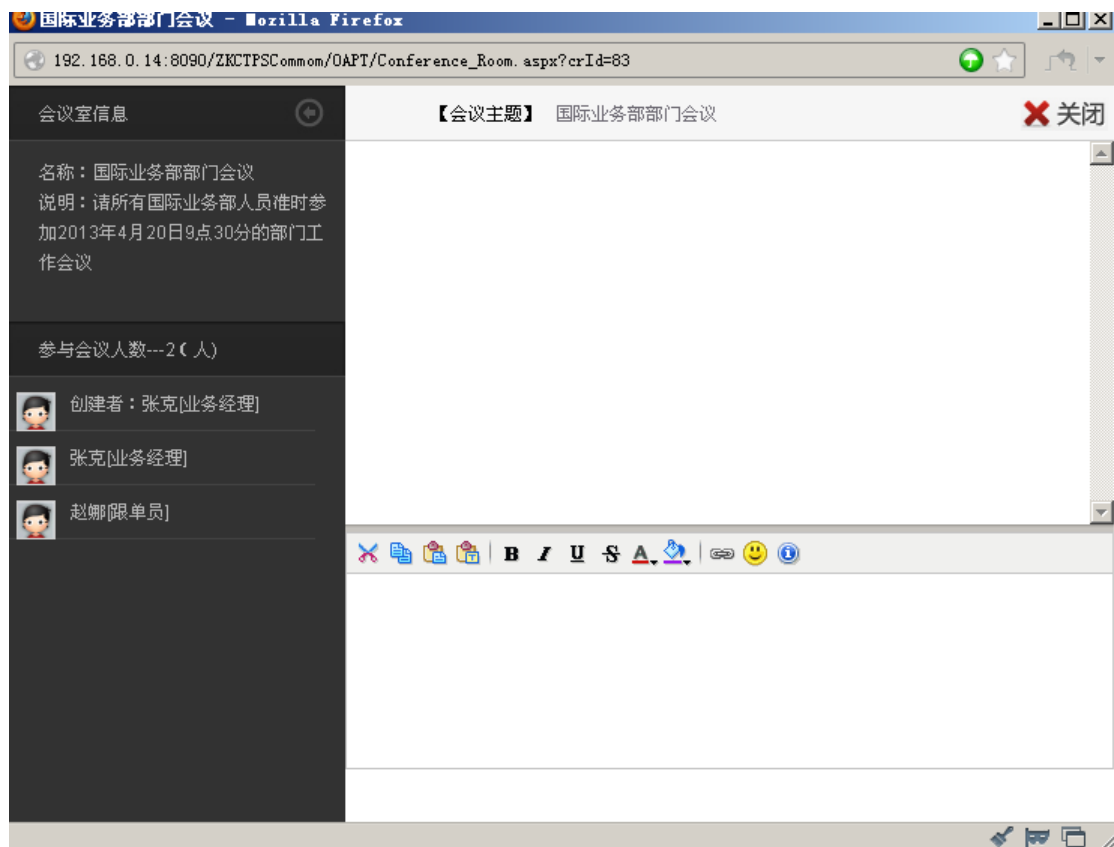 国际业务部部门会议 - Mozilla Firefox
192.168.0.14:8090/ZKCTPSCommom/OAPT/Conference_Room.aspx?crId=83
会议室信息
【会议主题】 国际业务部部门会议
关闭
名称：国际业务部部门会议
说明：请所有国际业务部人员准时参
加2013年4月20日9点30分的部门工
作会议
参与会议人数---2( 人)
创建者：张克[业务经理]
张克[业务经理]
赵娜[跟单员]
B I U S A